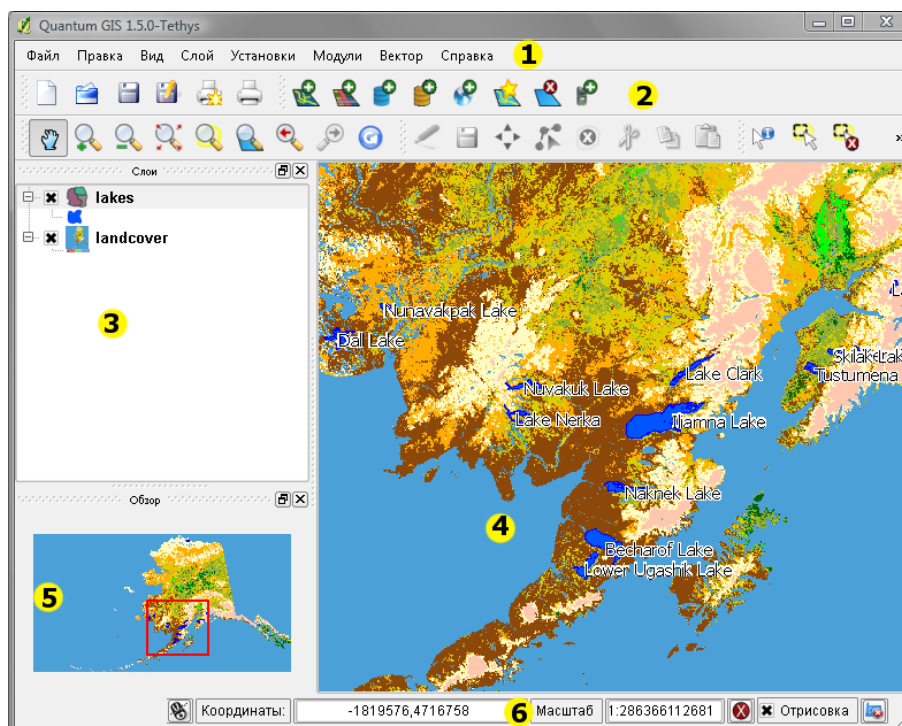 Quantum GIS 1.5.0-Tethys
Файл Правка Вид Слой Установки Модули Вектор Справка 1
2
Слои
lakes
landcover
3
Nunavakpak Lake
Dall Lake
Nuvakuk Lake
Lake Nerka
Lake Clark
Iliamna Lake
Tustumena
Naknek Lake
4
Becharof Lake
Lower Ugashik Lake
Обзор
5
Координаты: -1819576,4716758 6 Масштаб 1:286366112681 Отрисовка